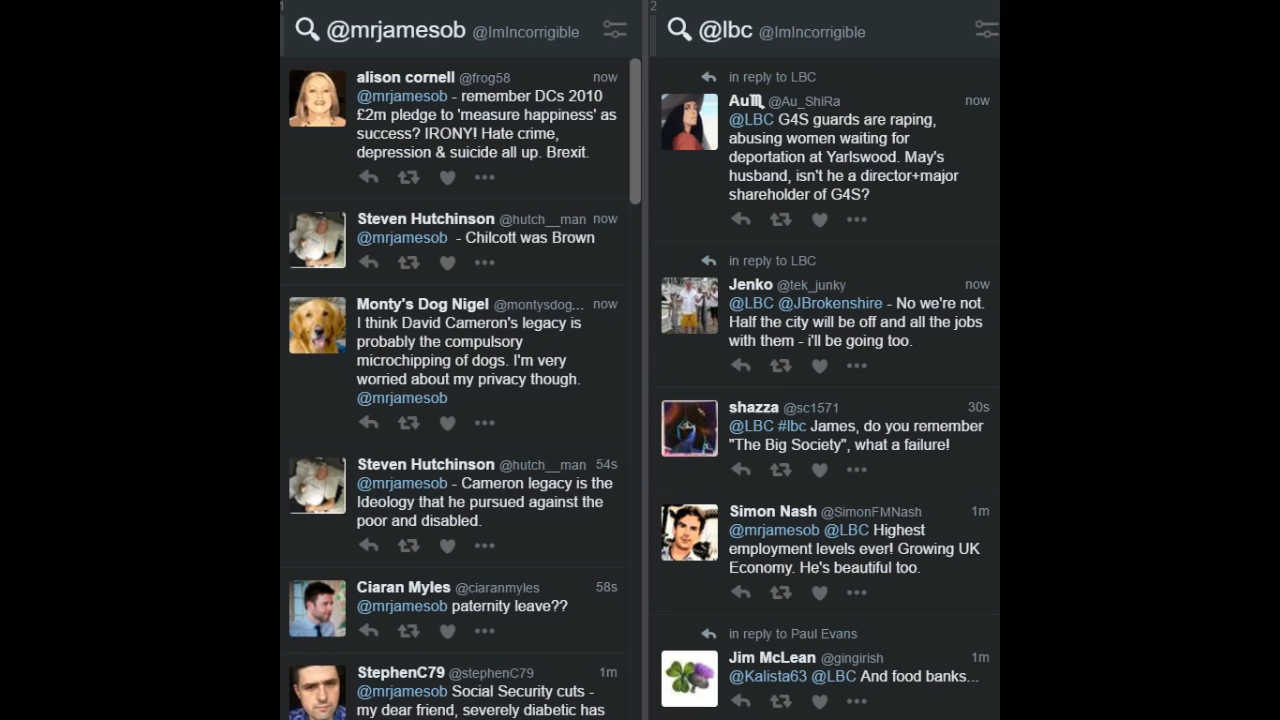 1
@mrjamesob @ImIncorrigible
alison cornell @frog58 now
@mrjamesob - remember DCs 2010
£2m pledge to 'measure happiness' as
success? IRONY! Hate crime,
depression & suicide all up. Brexit.
Steven Hutchinson @hutch__man now
@mrjamesob - Chilcott was Brown
Monty's Dog Nigel @montysdog... now
I think David Cameron's legacy is
probably the compulsory
microchipping of dogs. I'm very
worried about my privacy though.
@mrjamesob
Steven Hutchinson @hutch__man 54s
@mrjamesob - Cameron legacy is the
Ideology that he pursued against the
poor and disabled.
Ciaran Myles @ciaranmyles 58s
@mrjamesob paternity leave??
StephenC79 @stephenC79 1m
@mrjamesob Social Security cuts -
my dear friend, severely diabetic has
2
@lbc @ImIncorrigible
in reply to LBC
Au♏ @Au_ShiRa now
@LBC G4S guards are raping,
abusing women waiting for
deportation at Yarlswood. May's
husband, isn't he a director+major
shareholder of G4S?
in reply to LBC
Jenko @tek_junky now
@LBC @JBrokenshire - No we're not.
Half the city will be off and all the jobs
with them - i'll be going too.
shazza @sc1571 30s
@LBC #lbc James, do you remember
"The Big Society", what a failure!
Simon Nash @SimonFMNash 1m
@mrjamesob @LBC Highest
employment levels ever! Growing UK
Economy. He's beautiful too.
in reply to Paul Evans
Jim McLean @gingirish 1m
@Kalista63 @LBC And food banks...